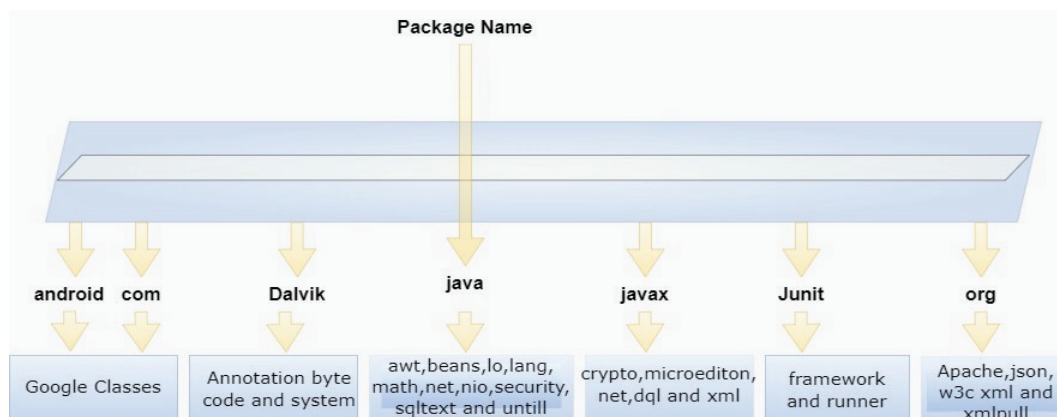 Package Name
android
com
Dalvik
java
javax
Junit
org
Google Classes
Annotation byte
code and system
awt,beans,lo,lang,
math,net,nio,security,
sqltext and untill
crypto,microediton,
net,dql and xml
framework
and runner
Apache,json,
w3c xml and
xmlpull